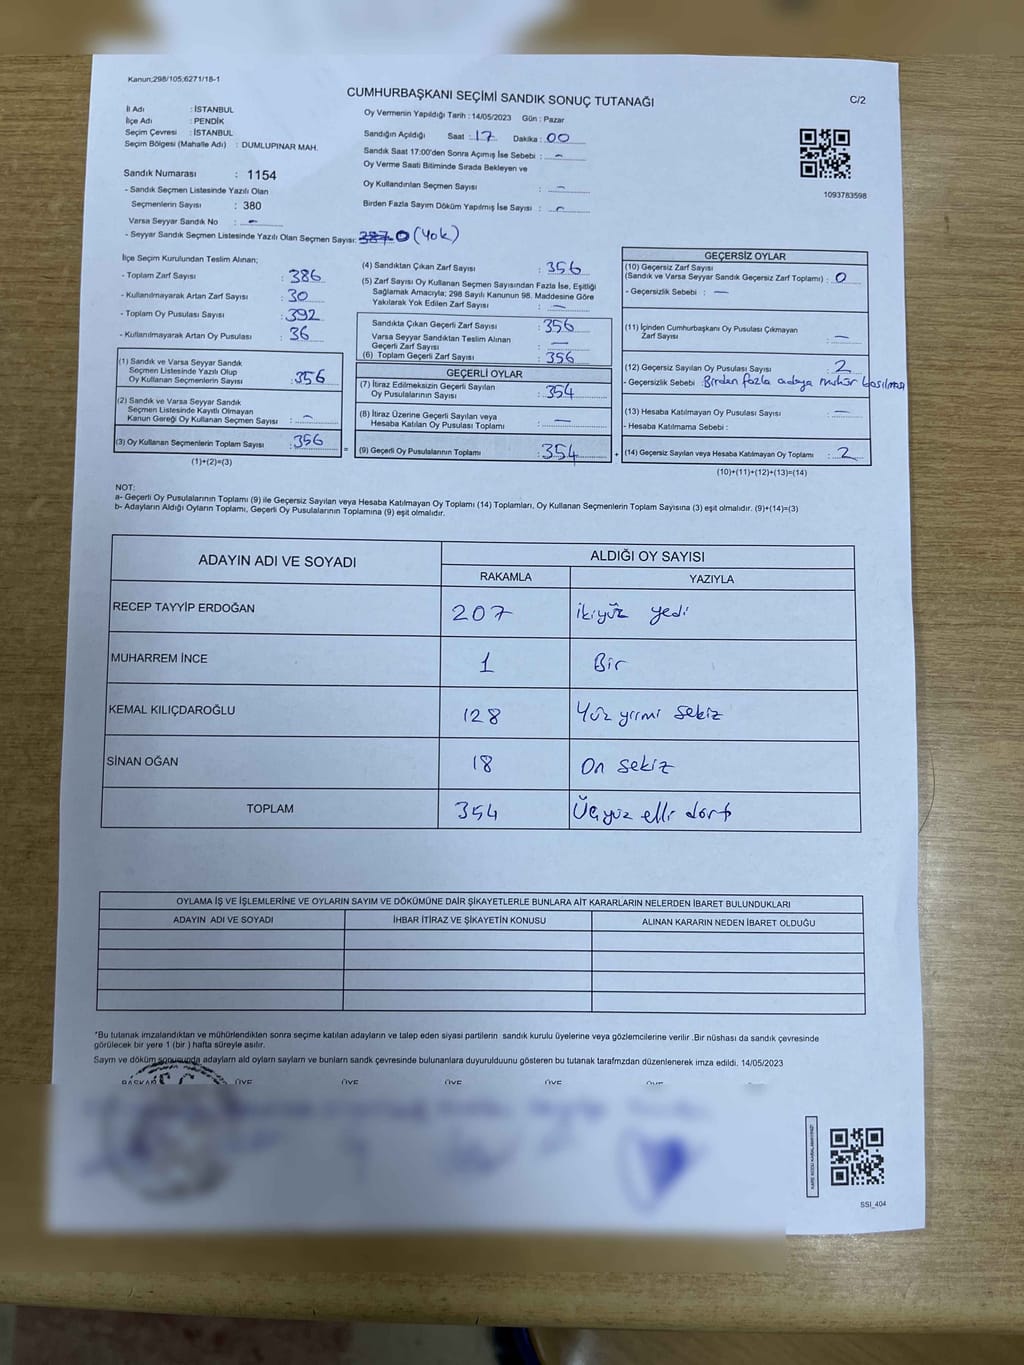 Kanun;298/105;6271/18-1
CUMHURBAŞKANI SEÇİMİ SANDIK SONUÇ TUTANAĞI
C/2
İl Adı : İSTANBUL
İlçe Adı : PENDİK
Seçim Çevresi : İSTANBUL
Seçim Bölgesi (Mahalle Adı) : DUMLUPINAR MAH.
Oy Vermenin Yapıldığı Tarih : 14/05/2023 Gün : Pazar
Sandığın Açıldığı Saat : 17 Dakika : 00
Sandık Saat 17:00'den Sonra Açımış İse Sebebi : -
Oy Verme Saati Bitiminde Sırada Bekleyen ve
Oy Kullandırılan Seçmen Sayısı : -
Birden Fazla Sayım Döküm Yapılmış İse Sayısı : -
1093783598
Sandık Numarası : 1154
- Sandık Seçmen Listesinde Yazılı Olan
Seçmenlerin Sayısı : 380
Varsa Seyyar Sandık No : -
- Seyyar Sandık Seçmen Listesinde Yazılı Olan Seçmen Sayısı: 0 (Yok)
İlçe Seçim Kurulundan Teslim Alınan;
- Toplam Zarf Sayısı : 386
- Kullanılmayarak Artan Zarf Sayısı : 30
- Toplam Oy Pusulası Sayısı : 392
- Kullanılmayarak Artan Oy Pusulası : 36
(1) Sandık ve Varsa Seyyar Sandık
Seçmen Listesinde Yazılı Olup
Oy Kullanan Seçmenlerin Sayısı : 356
(2) Sandık ve Varsa Seyyar Sandık
Seçmen Listesinde Kayıtlı Olmayan
Kanun Gereği Oy Kullanan Seçmen Sayısı : -
(3) Oy Kullanan Seçmenlerin Toplam Sayısı : 356 =
(1)+(2)=(3)
(4) Sandıktan Çıkan Zarf Sayısı : 356
(5) Zarf Sayısı Oy Kullanan Seçmen Sayısından Fazla İse, Eşitliği
Sağlamak Amacıyla; 298 Sayılı Kanunun 98. Maddesine Göre
Yakılarak Yok Edilen Zarf Sayısı : -
Sandıkta Çıkan Geçerli Zarf Sayısı : 356
Varsa Seyyar Sandıktan Teslim Alınan
Geçerli Zarf Sayısı : -
(6) Toplam Geçerli Zarf Sayısı : 356
GEÇERLİ OYLAR
(7) İtiraz Edilmeksizin Geçerli Sayılan
Oy Pusulalarının Sayısı : 354
(8) İtiraz Üzerine Geçerli Sayılan veya
Hesaba Katılan Oy Pusulası Toplamı : -
(9) Geçerli Oy Pusulalarının Toplamı : 354 +
GEÇERSİZ OYLAR
(10) Geçersiz Zarf Sayısı
(Sandık ve Varsa Seyyar Sandık Geçersiz Zarf Toplamı) : 0
- Geçersizlik Sebebi : -
(11) İçinden Cumhurbaşkanı Oy Pusulası Çıkmayan
Zarf Sayısı : -
(12) Geçersiz Sayılan Oy Pusulası Sayısı : 2
- Geçersizlik Sebebi : Birden fazla adaya mühür basılması
(13) Hesaba Katılmayan Oy Pusulası Sayısı : -
- Hesaba Katılmama Sebebi :
(14) Geçersiz Sayılan veya Hesaba Katılmayan Oy Toplamı : 2
(10)+(11)+(12)+(13)=(14)
NOT:
a- Geçerli Oy Pusulalarının Toplamı (9) ile Geçersiz Sayılan veya Hesaba Katılmayan Oy Toplamı (14) Toplamları, Oy Kullanan Seçmenlerin Toplam Sayısına (3) eşit olmalıdır. (9)+(14)=(3)
b- Adayların Aldığı Oyların Toplamı, Geçerli Oy Pusulalarının Toplamına (9) eşit olmalıdır.
ADAYIN ADI VE SOYADI
ALDIĞI OY SAYISI
RAKAMLA YAZIYLA
RECEP TAYYİP ERDOĞAN 207 İkiyüz yedi
MUHARREM İNCE 1 Bir
KEMAL KILIÇDAROĞLU 128 Yüz yirmi sekiz
SİNAN OĞAN 18 On sekiz
TOPLAM 354 Üçyüz elli dört
OYLAMA İŞ VE İŞLEMLERİNE VE OYLARIN SAYIM VE DÖKÜMÜNE DAİR ŞİKAYETLERLE BUNLARA AİT KARARLARIN NELERDEN İBARET BULUNDUKLARI
ADAYIN ADI VE SOYADI İHBAR İTİRAZ VE ŞİKAYETİN KONUSU ALINAN KARARIN NEDEN İBARET OLDUĞU
*Bu tutanak imzalandıktan ve mühürlendikten sonra seçime katılan adayların ve talep eden siyasi partilerin sandık kurulu üyelerine veya gözlemcilerine verilir .Bir nüshası da sandık çevresinde
görülecek bir yere 1 (bir ) hafta süreyle asılır.
Sayım ve döküm sonusunda adayların ald oyların sayların ve bunların sandk çevresinde bulunanlara duyurulduunu gösteren bu tutanak tarafmzdan düzenlenerek imza edildi. 14/05/2023
BAŞKAN ÜYE ÜYE ÜYE ÜYE ÜYE
SSI_404